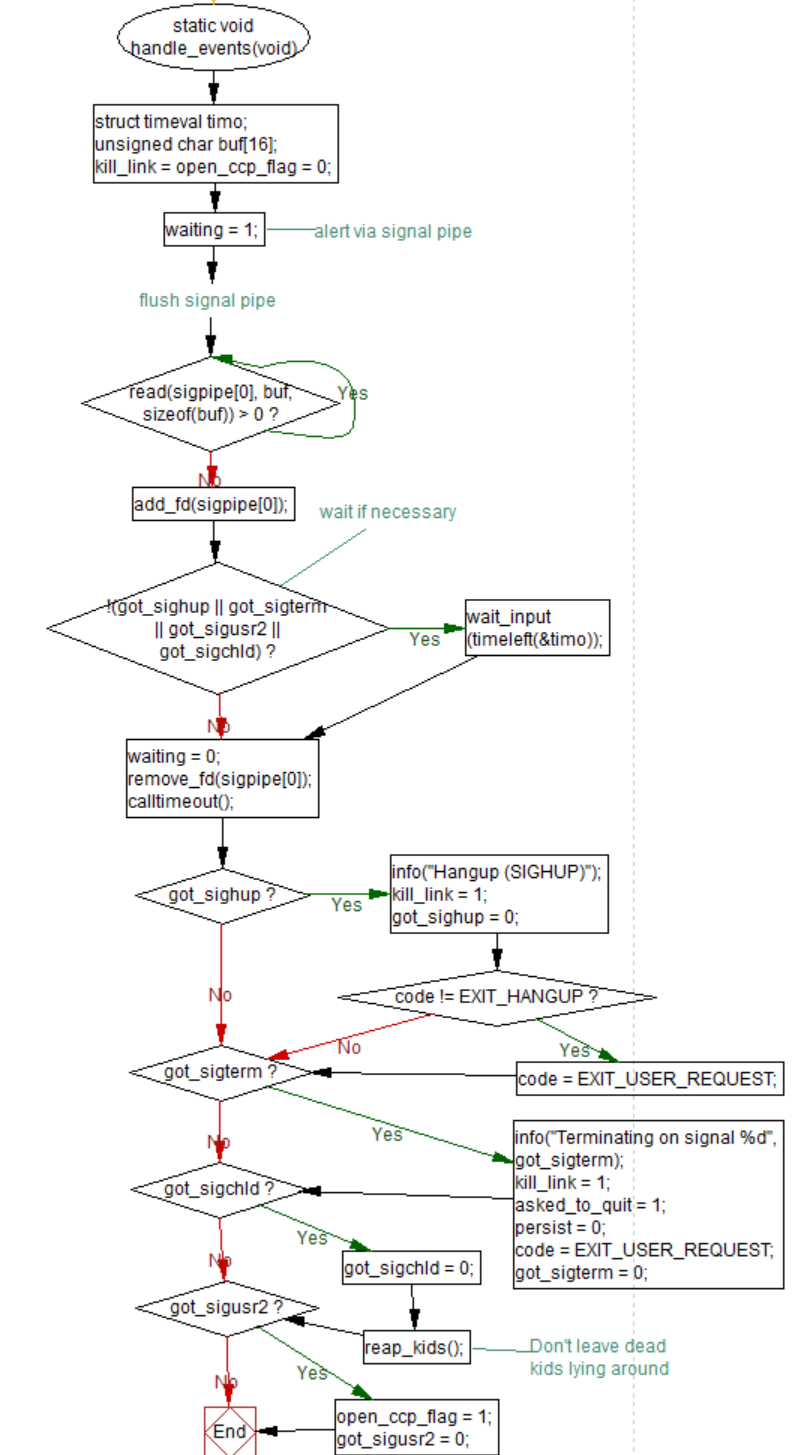 static void
handle_events(void)
struct timeval timo;
unsigned char buf[16];
kill_link = open_ccp_flag = 0;
waiting = 1;
alert via signal pipe
flush signal pipe
read(sigpipe[0], buf,
sizeof(buf)) > 0 ?
Yes
No
add_fd(sigpipe[0]);
wait if necessary
!(got_sighup || got_sigterm
|| got_sigusr2 ||
got_sigchld) ?
Yes
wait_input
(timeleft(&timo));
No
waiting = 0;
remove_fd(sigpipe[0]);
calltimeout();
got_sighup ?
Yes
info("Hangup (SIGHUP)");
kill_link = 1;
got_sighup = 0;
No
code != EXIT_HANGUP ?
No
Yes
got_sigterm ?
code = EXIT_USER_REQUEST;
Yes
No
info("Terminating on signal %d",
got_sigterm);
kill_link = 1;
asked_to_quit = 1;
persist = 0;
code = EXIT_USER_REQUEST;
got_sigterm = 0;
got_sigchld ?
Yes
No
got_sigchld = 0;
got_sigusr2 ?
reap_kids();
Don't leave dead
kids lying around
Yes
No
open_ccp_flag = 1;
got_sigusr2 = 0;
End